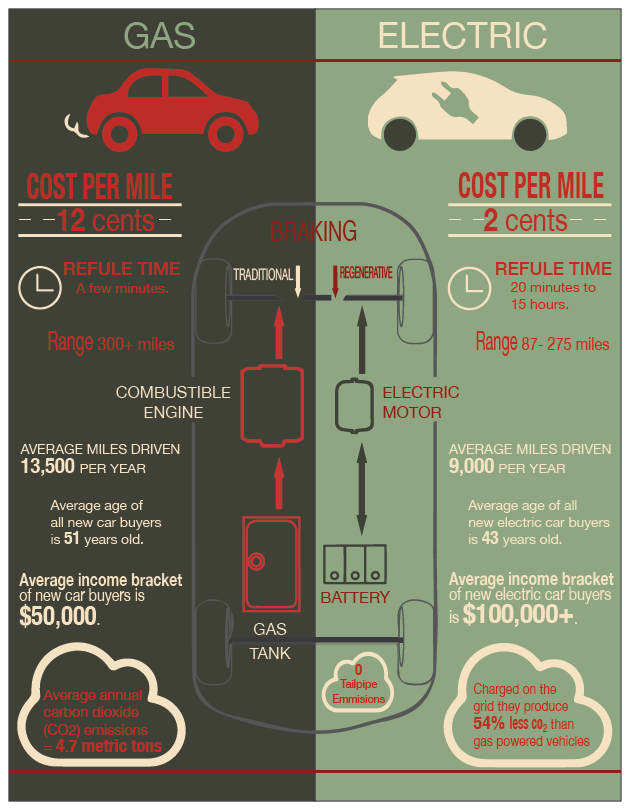 GAS
ELECTRIC
COST PER MILE
12 cents
REFULE TIME
A few minutes.
Range 300+ miles
COST PER MILE
2 cents
REFULE TIME
20 minutes to
15 hours.
Range 87- 275 miles
BRAKING
TRADITIONAL
REGENERATIVE
COMBUSTIBLE
ENGINE
ELECTRIC
MOTOR
AVERAGE MILES DRIVEN
13,500 PER YEAR
Average age of
all new car buyers
is 51 years old.
Average income bracket
of new car buyers is
$50,000.
AVERAGE MILES DRIVEN
9,000 PER YEAR
Average age of all
new electric car buyers
is 43 years old.
Average income bracket
of new electric car buyers
is $100,000+.
BATTERY
GAS
TANK
0
Tailpipe
Emmisions
Average annual
carbon dioxide
(CO2) emissions
= 4.7 metric tons
Charged on the
grid they produce
54% less co2 than
gas powered vehicles